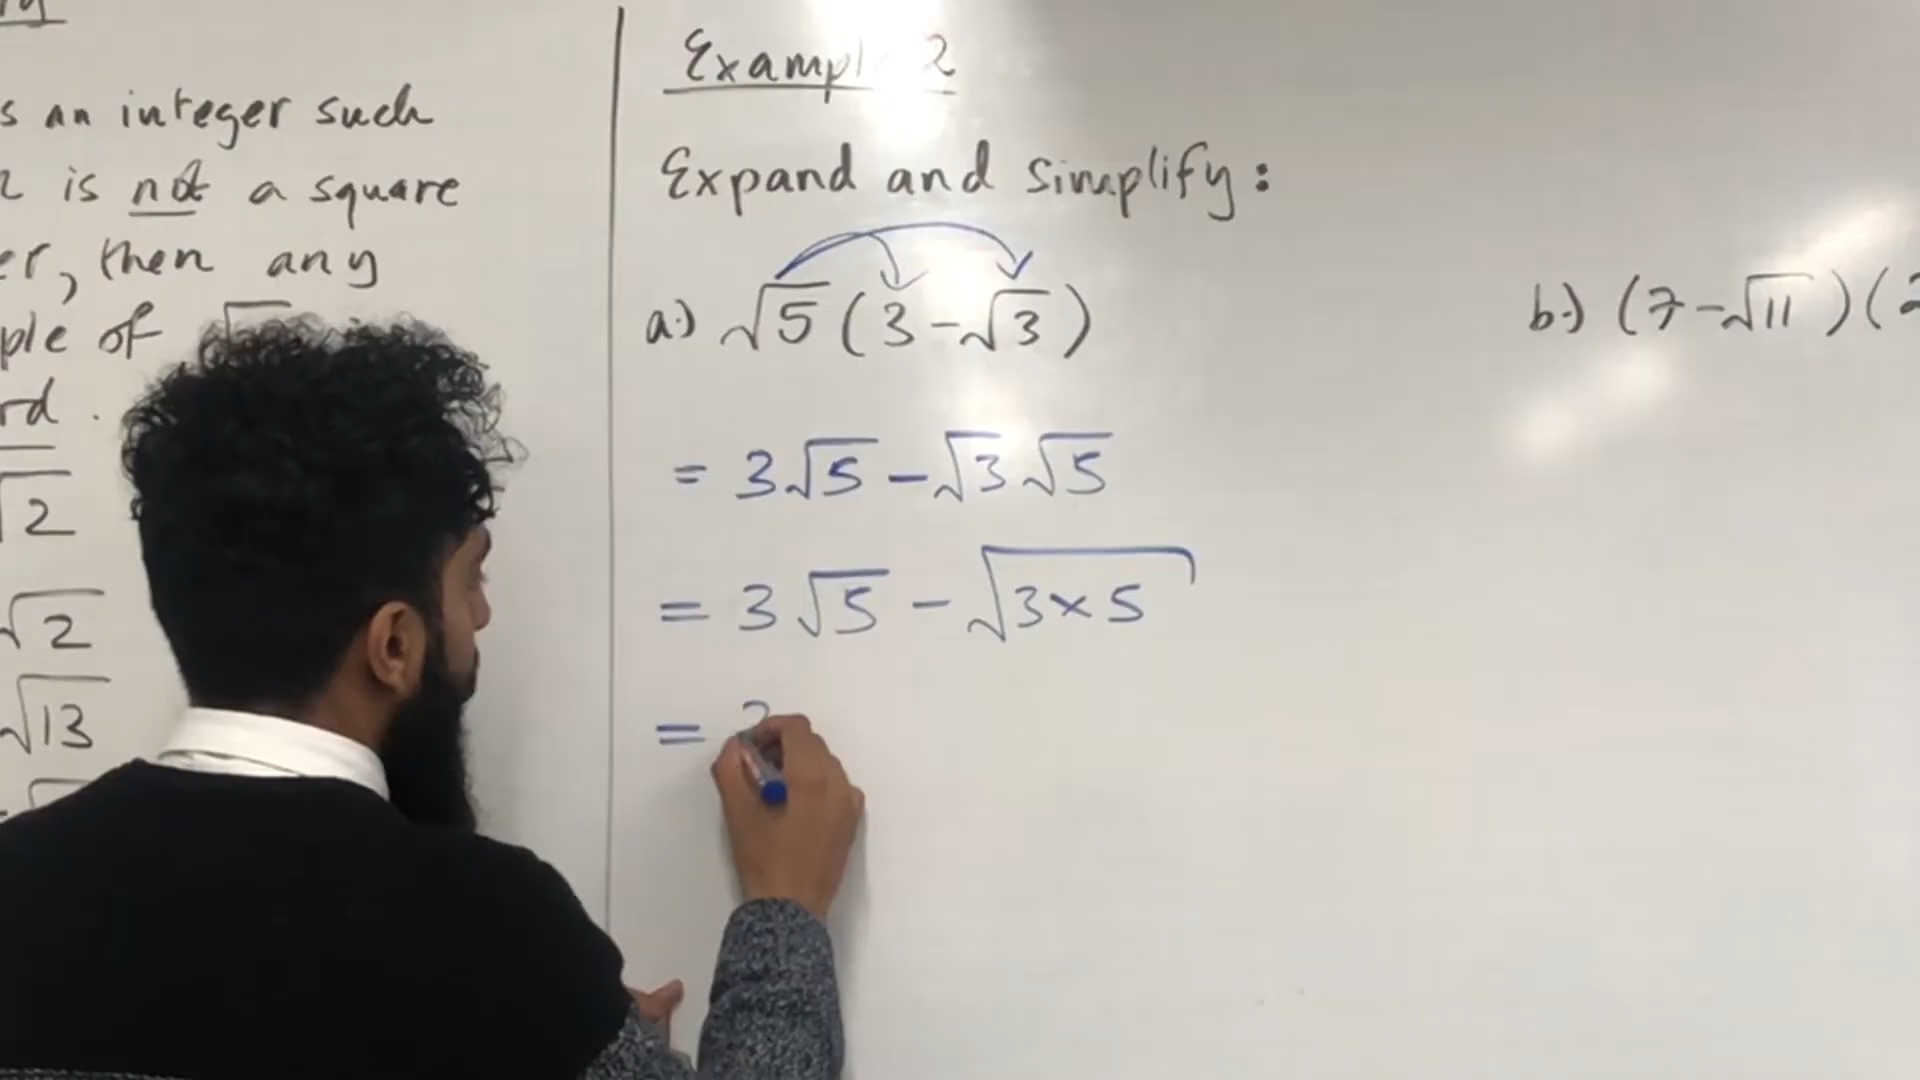 s an integer such
is not a square
er, then any
ple of √
rd.
√2
√2
√13
Example 2
Expand and simplify:
a.) √5(3-√3)
= 3√5 - √3√5
= 3√5 - √3×5
=
b.) (7-√11)(2